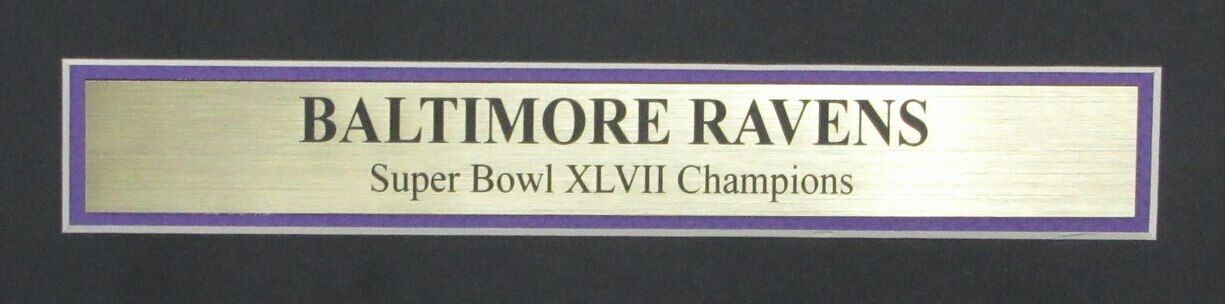 BALTIMORE RAVENS
Super Bowl XLVII Champions